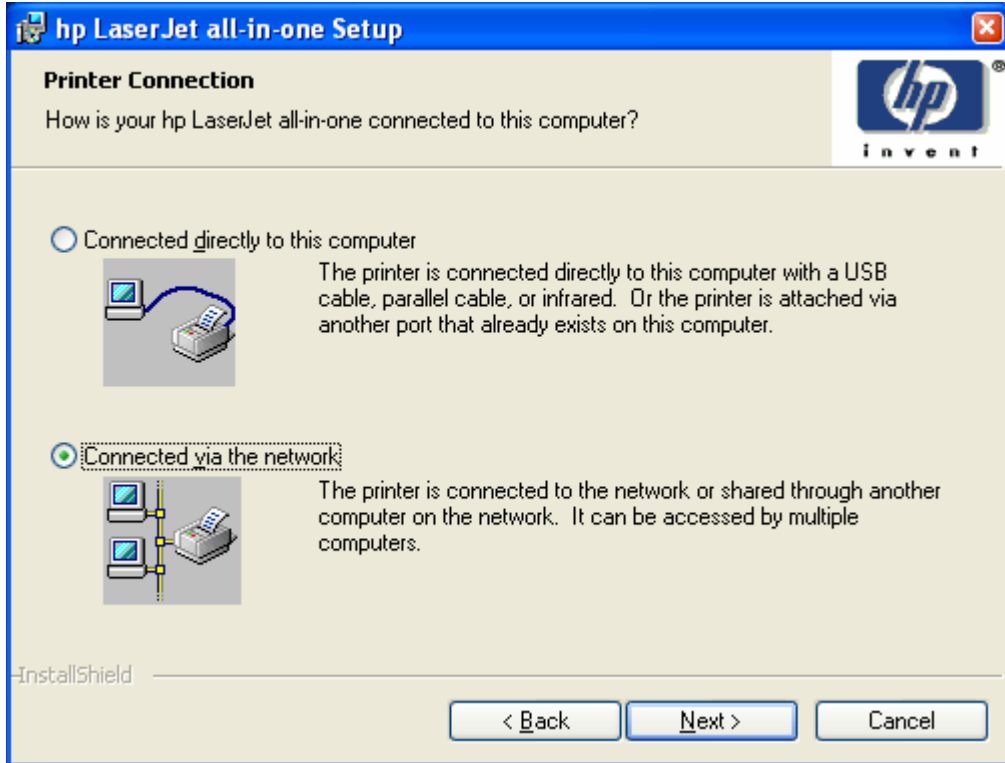 hp LaserJet all-in-one Setup
Printer Connection
How is your hp LaserJet all-in-one connected to this computer?
hp
®
invent
Connected directly to this computer
The printer is connected directly to this computer with a USB
cable, parallel cable, or infrared. Or the printer is attached via
another port that already exists on this computer.
Connected via the network
The printer is connected to the network or shared through another
computer on the network. It can be accessed by multiple
computers.
InstallShield
< Back
Next >
Cancel